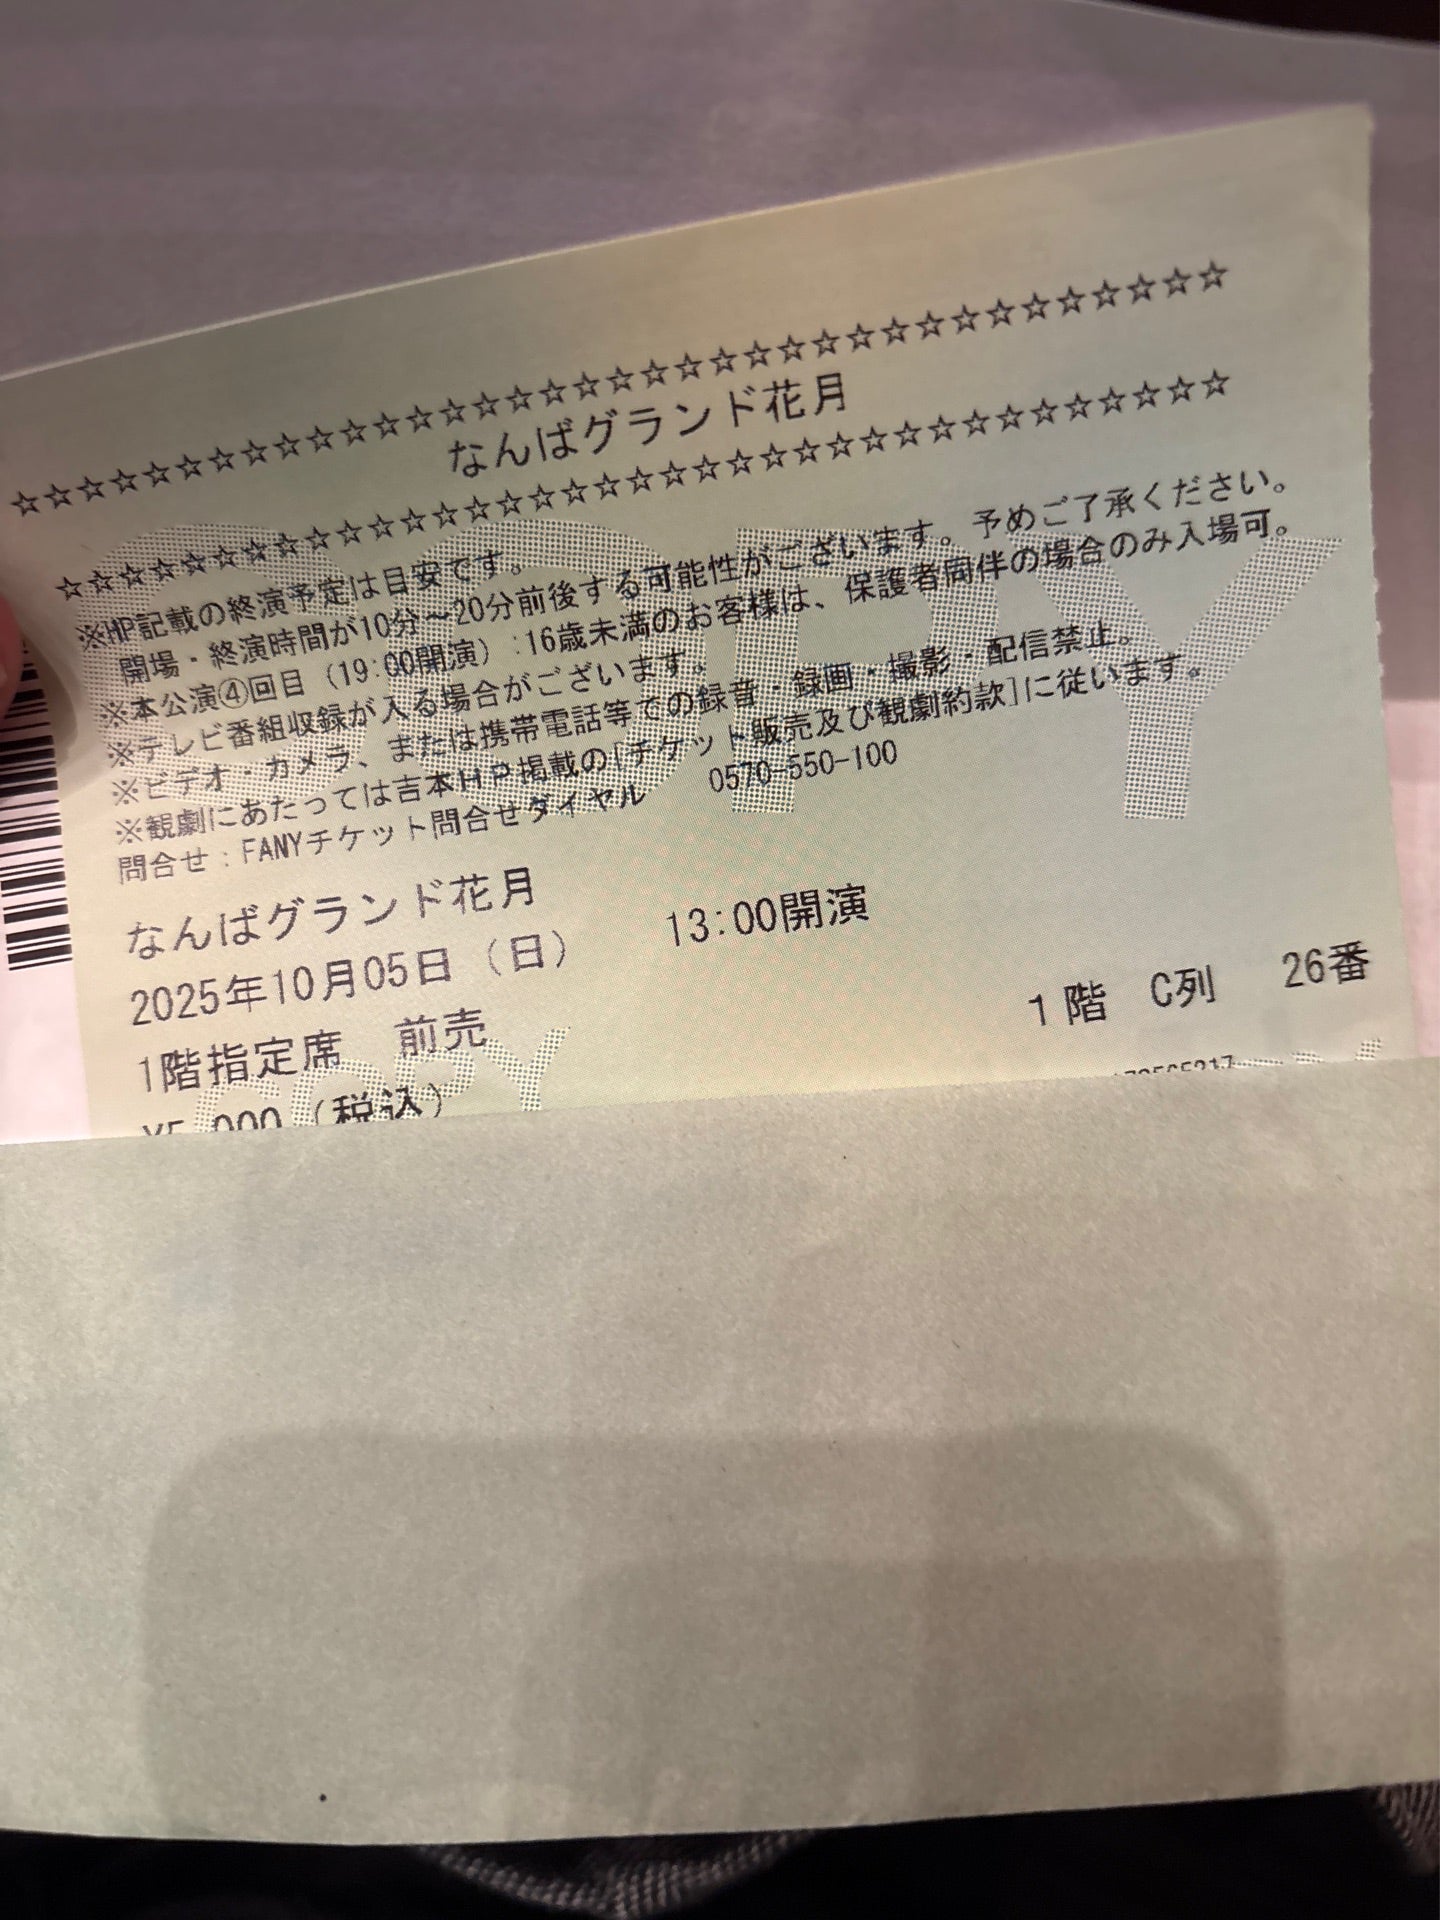 ☆☆☆☆☆☆☆☆☆☆☆☆☆☆☆☆☆☆☆☆☆☆☆☆☆☆☆☆☆☆☆☆☆☆☆☆
なんばグランド花月
☆☆☆☆☆☆☆☆☆☆☆☆☆☆☆☆☆☆☆☆☆☆☆☆☆☆☆☆☆☆☆☆☆☆☆
※HP記載の終演予定は目安です。
開場・終演時間が10分～20分前後する可能性がございます。予めご了承ください。
※本公演④回目（19:00開演）:16歳未満のお客様は、保護者同伴の場合のみ入場可。
※テレビ番組収録が入る場合がございます。
※ビデオ・カメラ、または携帯電話等での録音・録画・撮影・配信禁止。
※観劇にあたっては吉本HP掲載の[チケット販売及び観劇約款]に従います。
問合せ：FANYチケット問合せダイヤル 0570-550-100
なんばグランド花月
2025年10月05日（日） 13:00開演
1階指定席 前売 1階 C列 26番
¥5,000（税込）
COPY
COPY